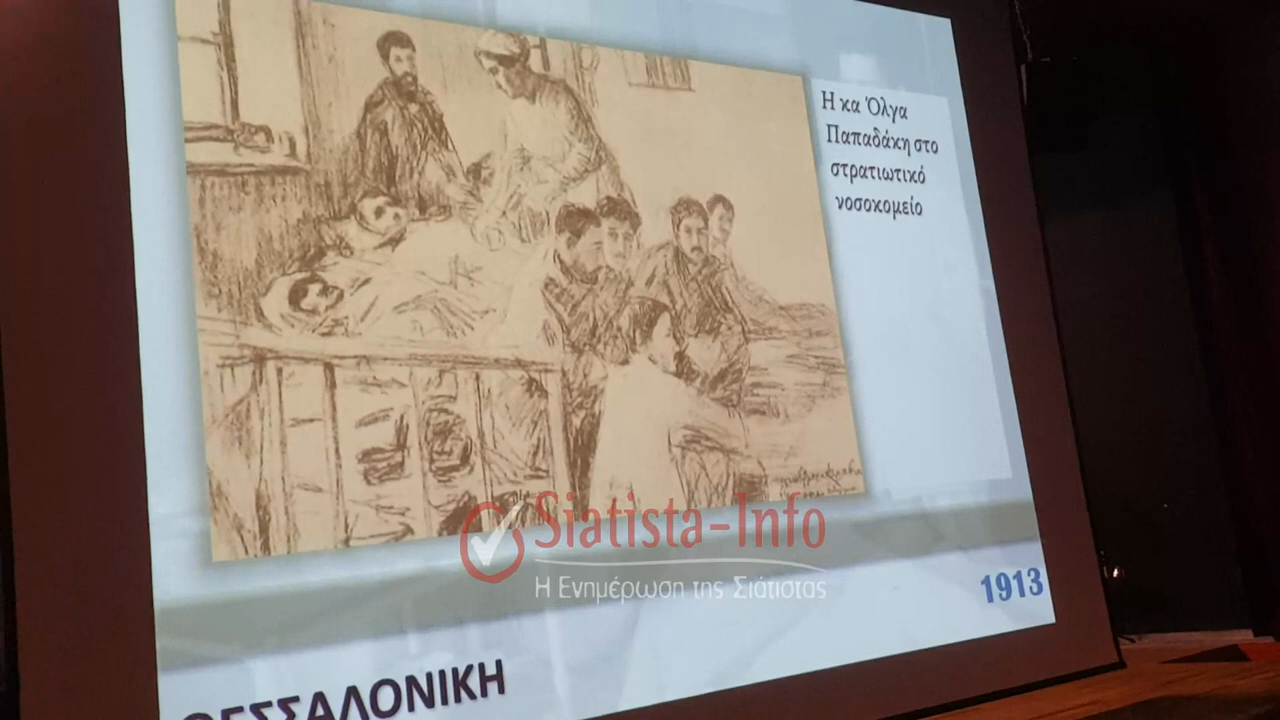 Η κα Όλγα
Παπαδάκη στο
στρατιωτικό
νοσοκομείο
Siatista-Info
Η Ενημέρωση της Σιάτιστας
1913
ΘΕΣΣΑΛΟΝΙΚΗ